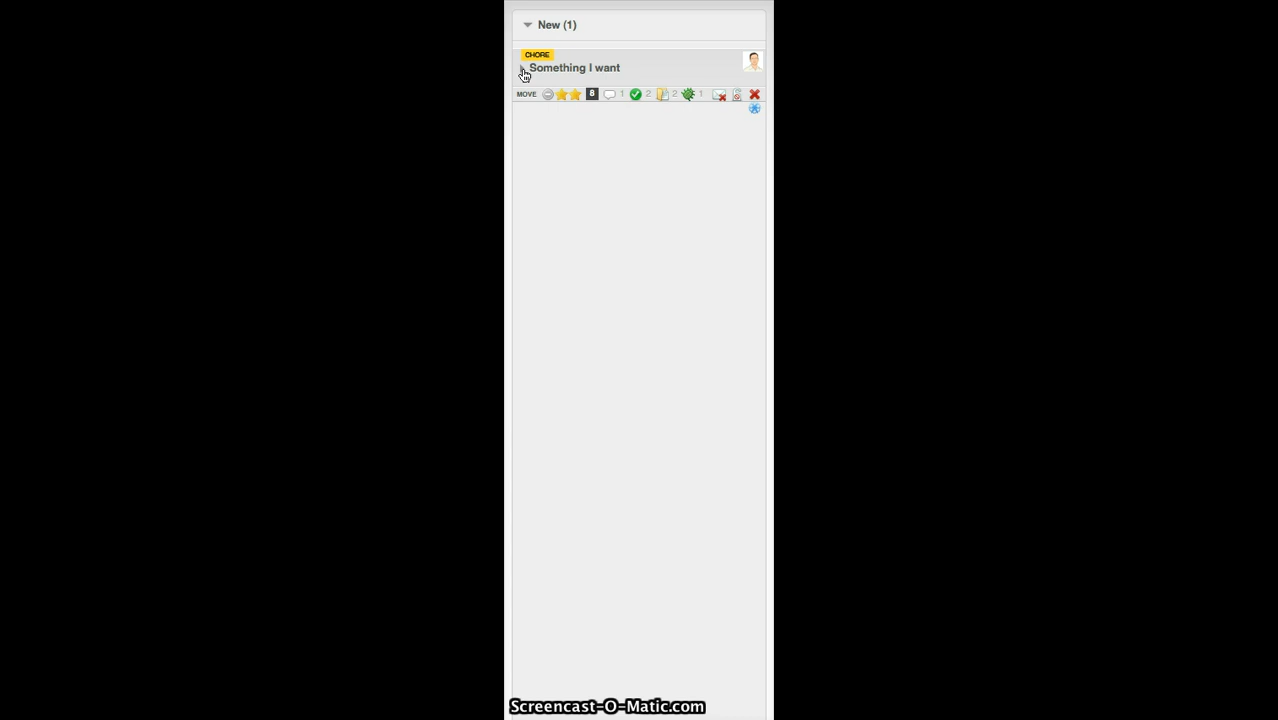 New (1)
CHORE
Something I want
MOVE 8 1 2 2 1
Screencast-O-Matic.com